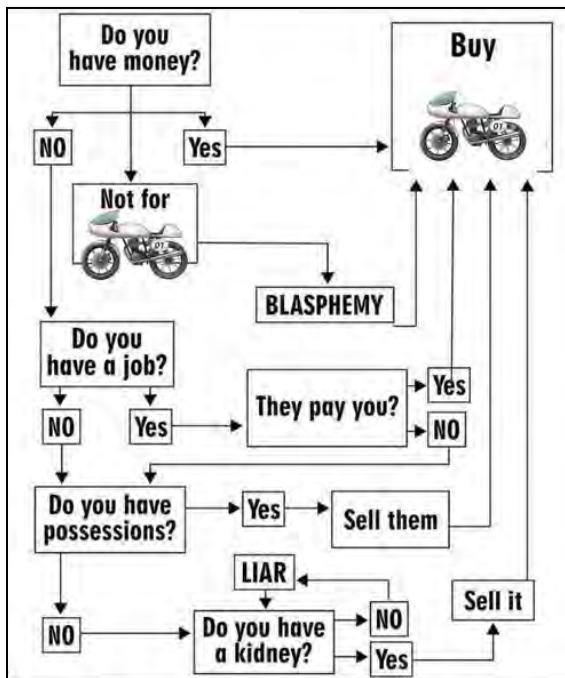 Do you
have money?
Buy
NO
Yes
01
Not for
01
BLASPHEMY
Do you
have a job?
They pay you?
Yes
NO
NO
Yes
Do you have
possessions?
Yes
Sell them
LIAR
Sell it
NO
Do you have
a kidney?
NO
Yes